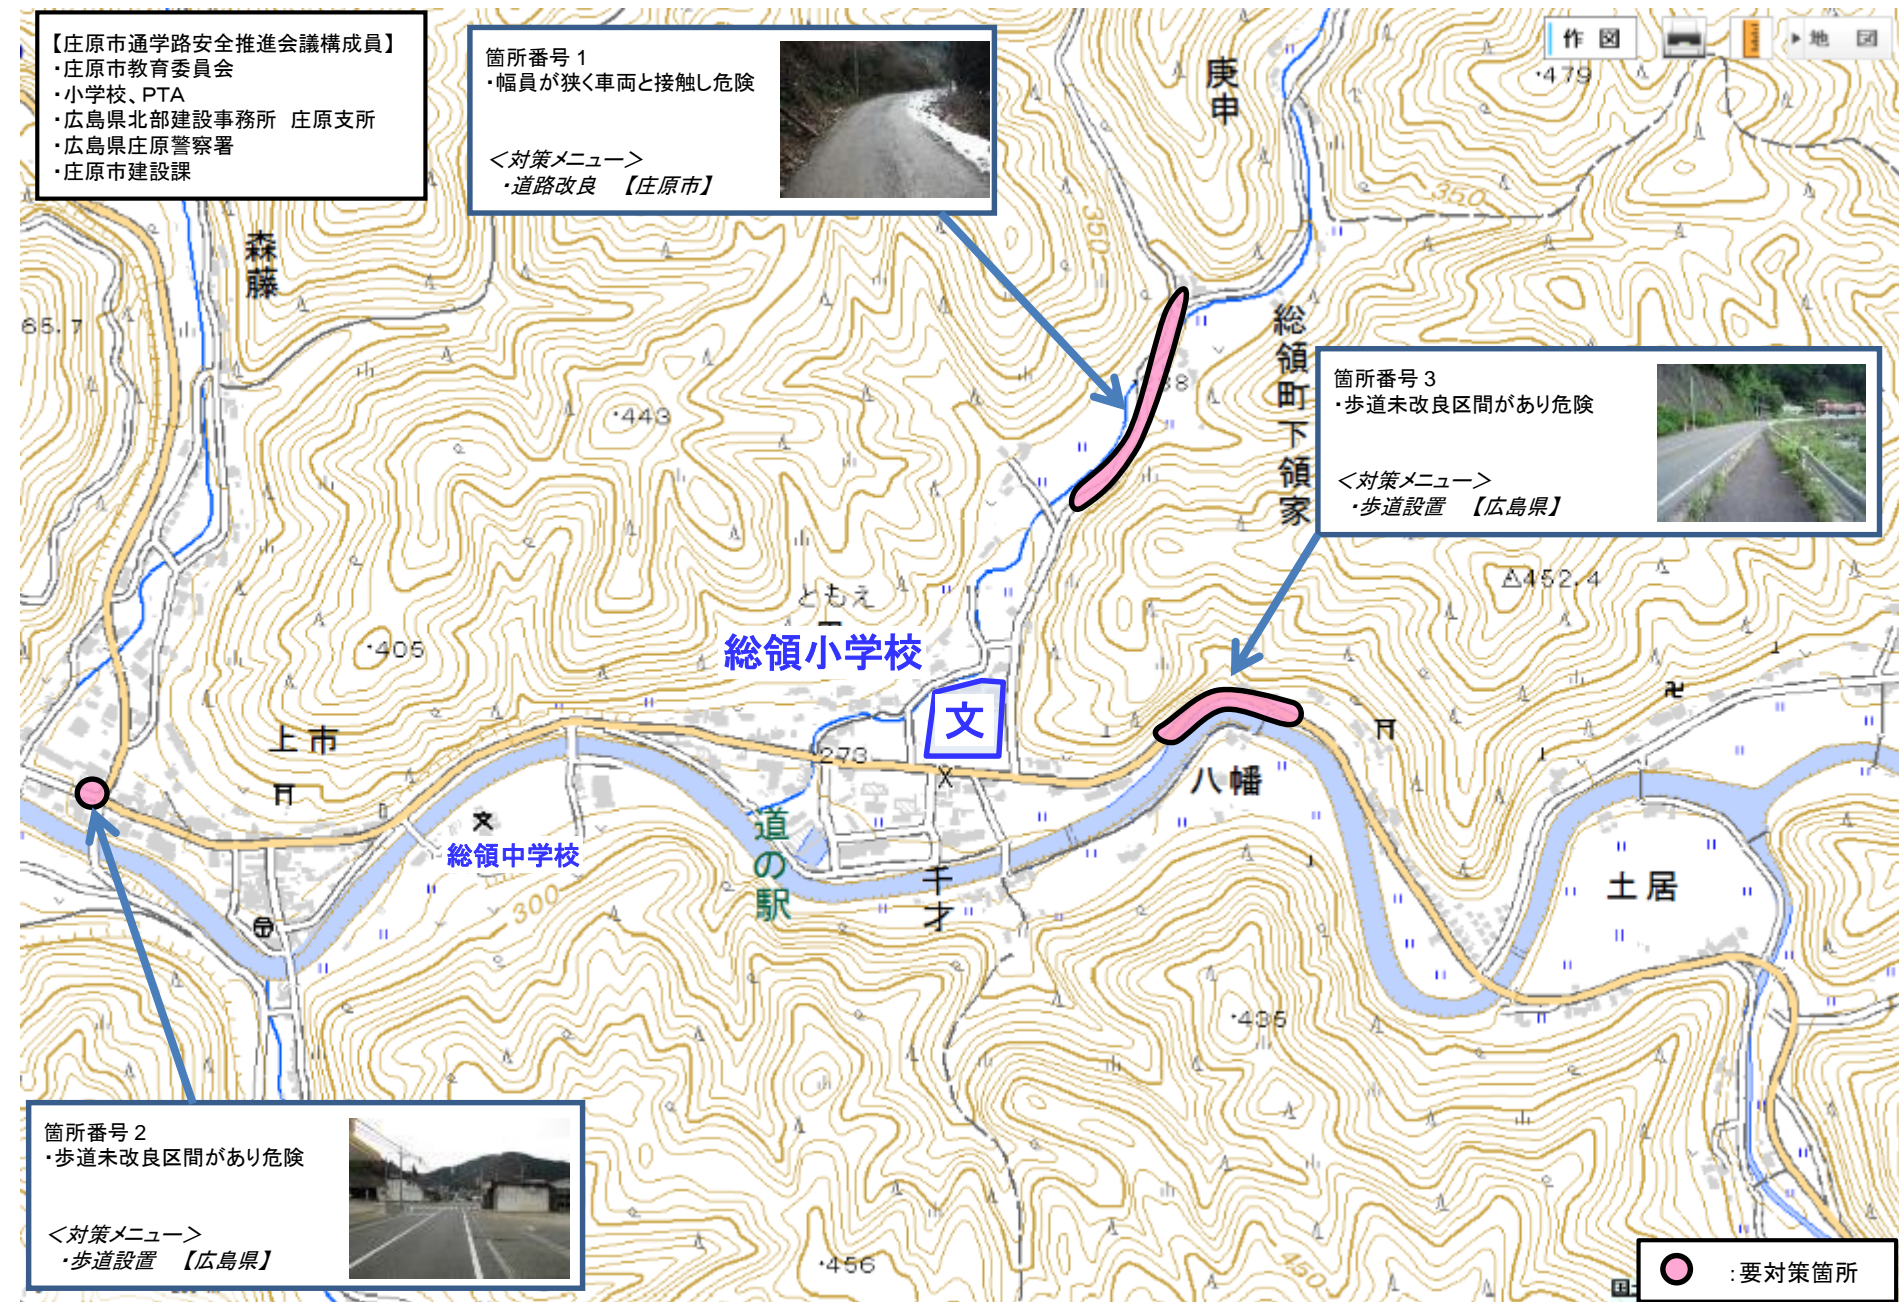 【庄原市通学路安全推進会議構成員】
・庄原市教育委員会
・小学校、PTA
・広島県北部建設事務所　庄原支所
・広島県庄原警察署
・庄原市建設課
箇所番号１
・幅員が狭く車両と接触し危険
＜対策メニュー＞
・道路改良　【庄原市】
作 図
地 図
・479
庚申
森藤
65.7
350
350
総領町下領家
箇所番号３
・歩道未改良区間があり危険
＜対策メニュー＞
・歩道設置　【広島県】
・443
38
△452.4
ともえ
・405
総領小学校
文
上市
273
八幡
文
総領中学校
道の駅
千才
土居
300
・435
箇所番号２
・歩道未改良区間があり危険
＜対策メニュー＞
・歩道設置　【広島県】
・456
450
：要対策箇所